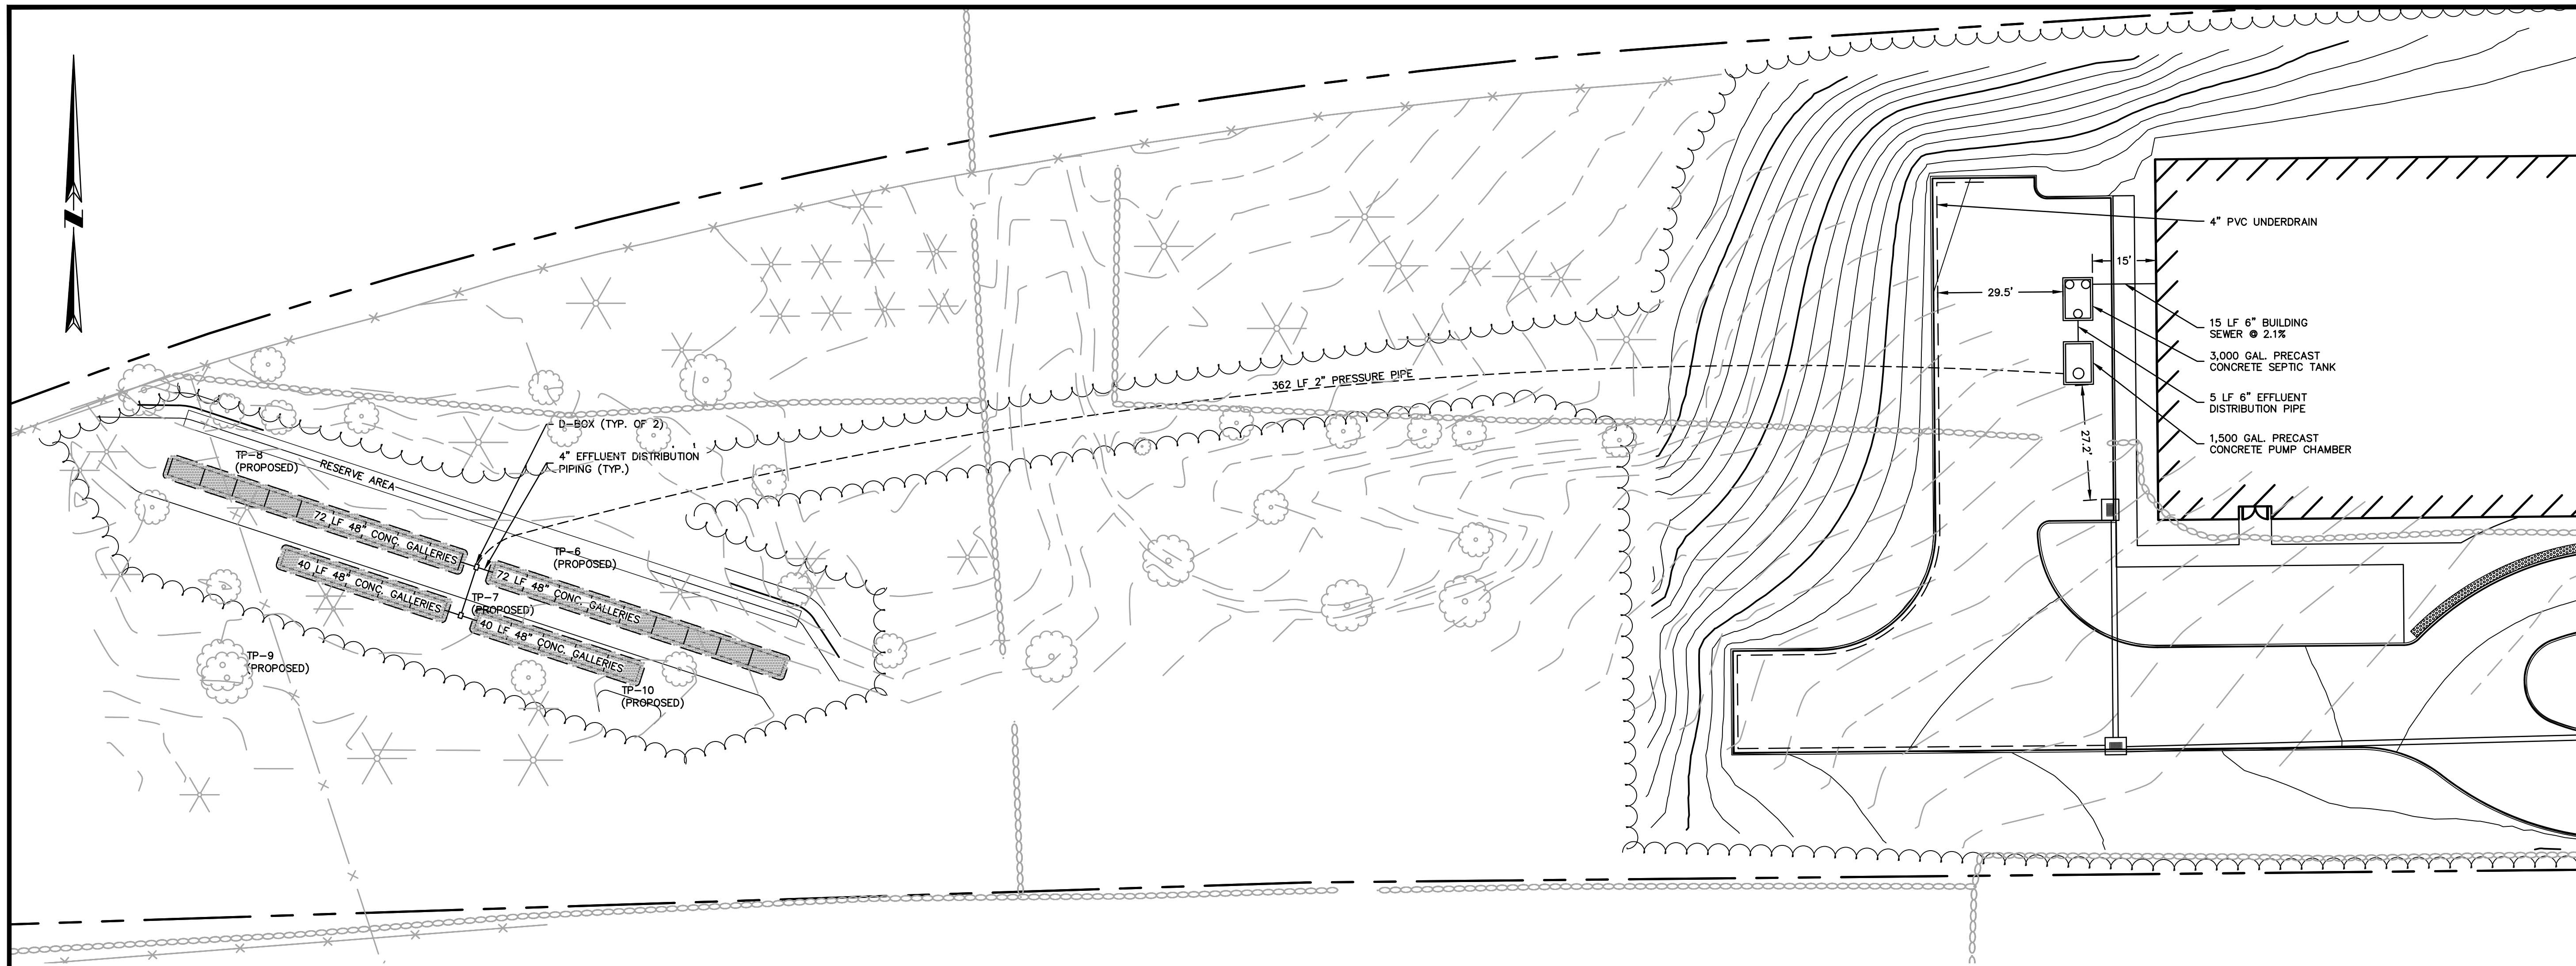 N
4" PVC UNDERDRAIN
15'
29.5'
15 LF 6" BUILDING
SEWER @ 2.1%
3,000 GAL. PRECAST
CONCRETE SEPTIC TANK
362 LF 2" PRESSURE PIPE
5 LF 6" EFFLUENT
DISTRIBUTION PIPE
1,500 GAL. PRECAST
CONCRETE PUMP CHAMBER
27.2'
D-BOX (TYP. OF 2)
4" EFFLUENT DISTRIBUTION
PIPING (TYP.)
TP-8
(PROPOSED)
RESERVE AREA
72 LF 48" CONC. GALLERIES
TP-6
(PROPOSED)
40 LF 48" CONC. GALLERIES
72 LF 48" CONC. GALLERIES
TP-7
(PROPOSED)
40 LF 48" CONC. GALLERIES
TP-9
(PROPOSED)
TP-10
(PROPOSED)